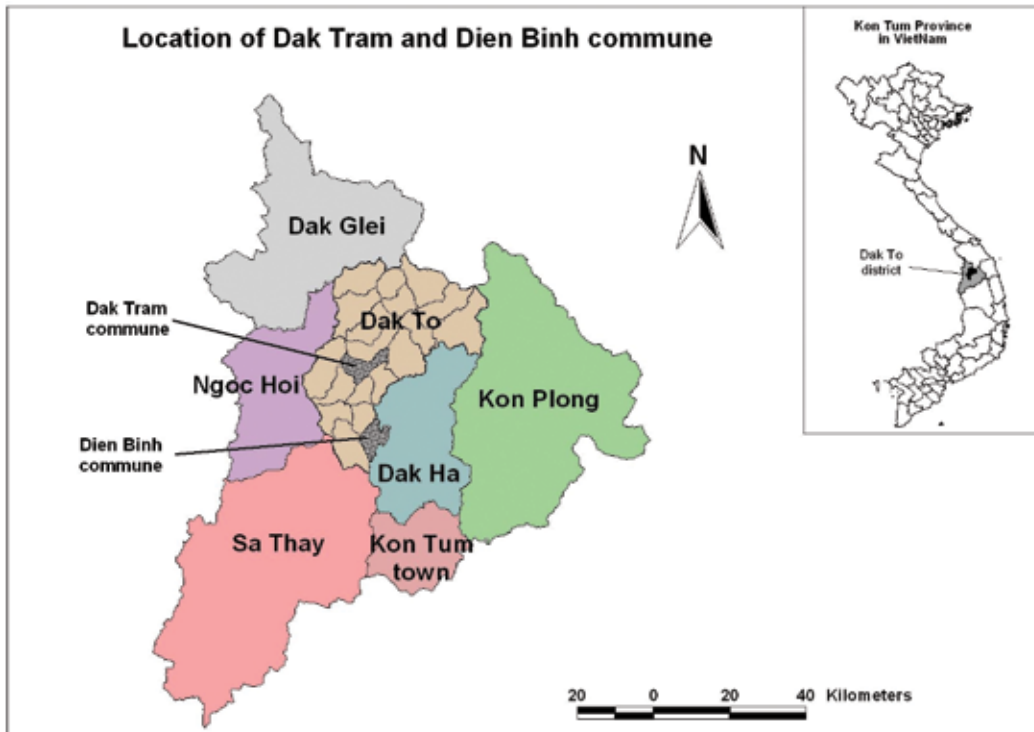 Location of Dak Tram and Dien Binh commune
Kon Tum Province
in VietNam
N
Dak Glei
Dak To
district
Dak Tram
commune
Dak To
Ngoc Hoi
Kon Plong
Dien Binh
commune
Dak Ha
Sa Thay
Kon Tum
town
20 0 20 40 Kilometers